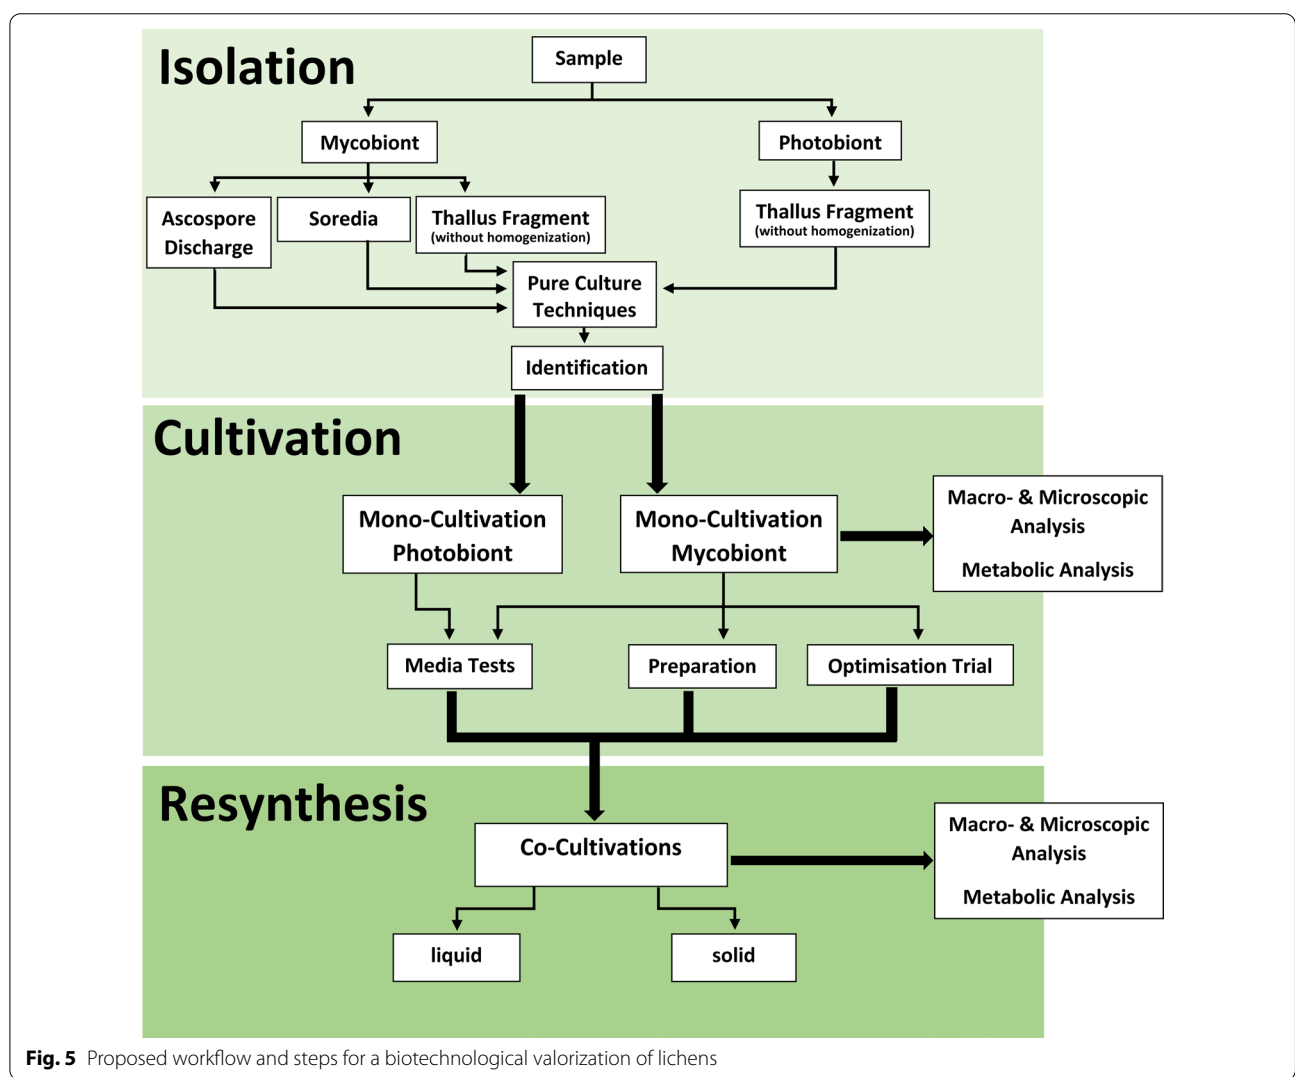 Isolation
Sample
Mycobiont
Photobiont
Ascospore
Discharge
Soredia
Thallus Fragment
(without homogenization)
Thallus Fragment
(without homogenization)
Pure Culture
Techniques
Identification
Cultivation
Mono-Cultivation
Photobiont
Mono-Cultivation
Mycobiont
Macro- & Microscopic
Analysis
Metabolic Analysis
Media Tests
Preparation
Optimisation Trial
Resynthesis
Co-Cultivations
Macro- & Microscopic
Analysis
Metabolic Analysis
liquid
solid
Fig. 5 Proposed workflow and steps for a biotechnological valorization of lichens